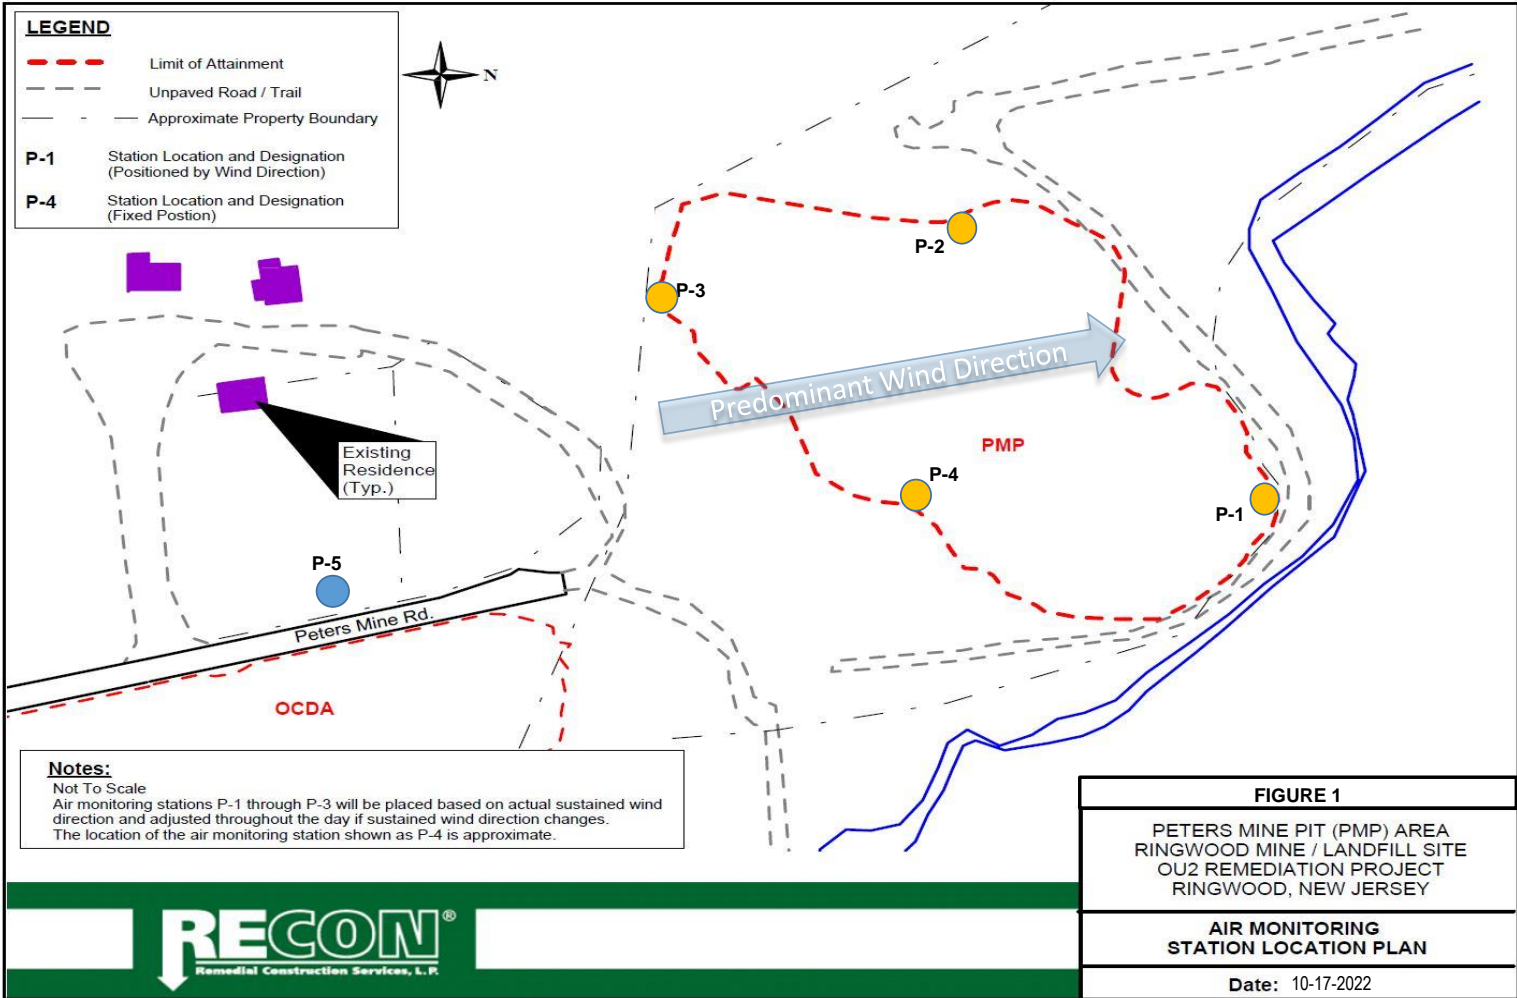 LEGEND
Limit of Attainment
Unpaved Road / Trail
Approximate Property Boundary
P-1
Station Location and Designation
(Positioned by Wind Direction)
P-4
Station Location and Designation
(Fixed Postion)
N
P-2
P-3
Predominant Wind Direction
PMP
P-4
P-1
Existing
Residence
(Typ.)
P-5
Peters Mine Rd.
OCDA
Notes:
Not To Scale
Air monitoring stations P-1 through P-3 will be placed based on actual sustained wind
direction and adjusted throughout the day if sustained wind direction changes.
The location of the air monitoring station shown as P-4 is approximate.
RECON®
Remedial Construction Services, L.P.
FIGURE 1
PETERS MINE PIT (PMP) AREA
RINGWOOD MINE / LANDFILL SITE
OU2 REMEDIATION PROJECT
RINGWOOD, NEW JERSEY
AIR MONITORING
STATION LOCATION PLAN
Date: 10-17-2022